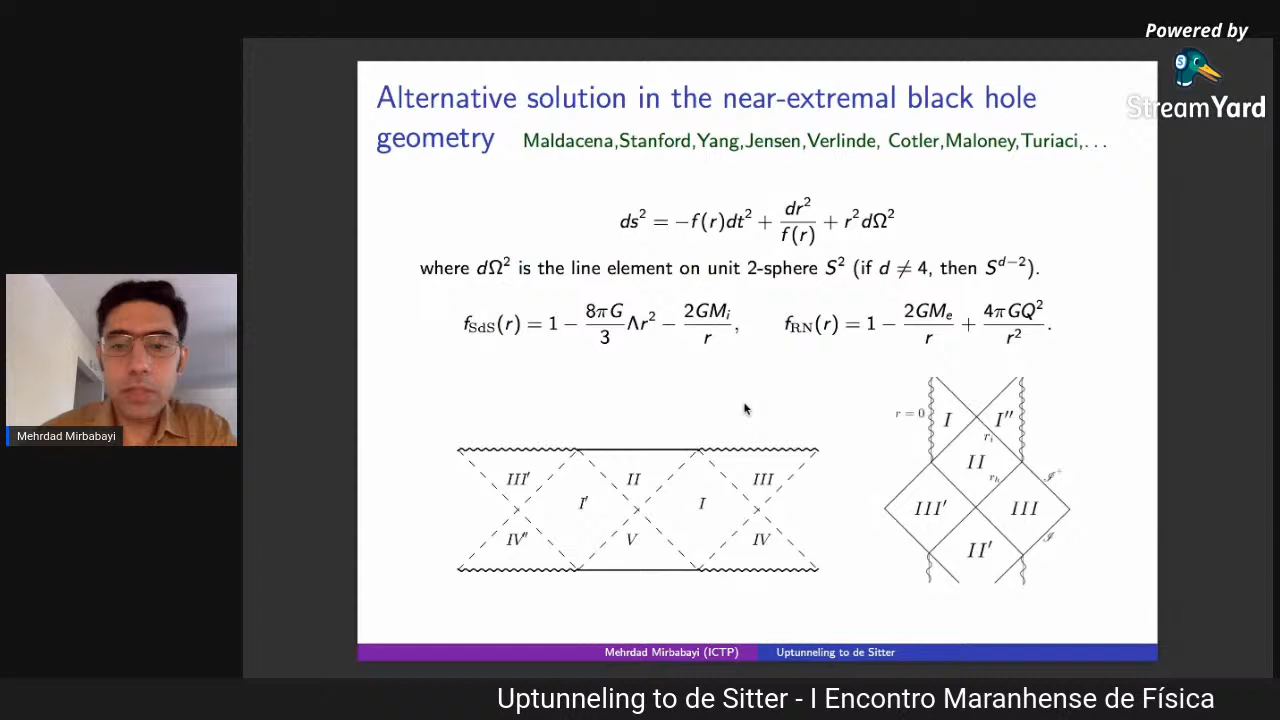 Powered by
StreamYard
Alternative solution in the near-extremal black hole
geometry Maldacena,Stanford,Yang,Jensen,Verlinde, Cotler,Maloney,Turiaci,...
ds² = −f(r)dt² + dr²/f(r) + r²dΩ²
where dΩ² is the line element on unit 2-sphere S² (if d ≠ 4, then S^{d−2}).
f_SdS(r) = 1 − 8πG/3 Λr² − 2GM_i/r, f_RN(r) = 1 − 2GM_e/r + 4πGQ²/r².
r = 0 I I″
r_i
III′ II III II
r_h 𝓘⁺
I′ I III′ III
IV″ V IV 𝓘
II′
Mehrdad Mirbabayi
Mehrdad Mirbabayi (ICTP) Uptunneling to de Sitter
Uptunneling to de Sitter - I Encontro Maranhense de Física